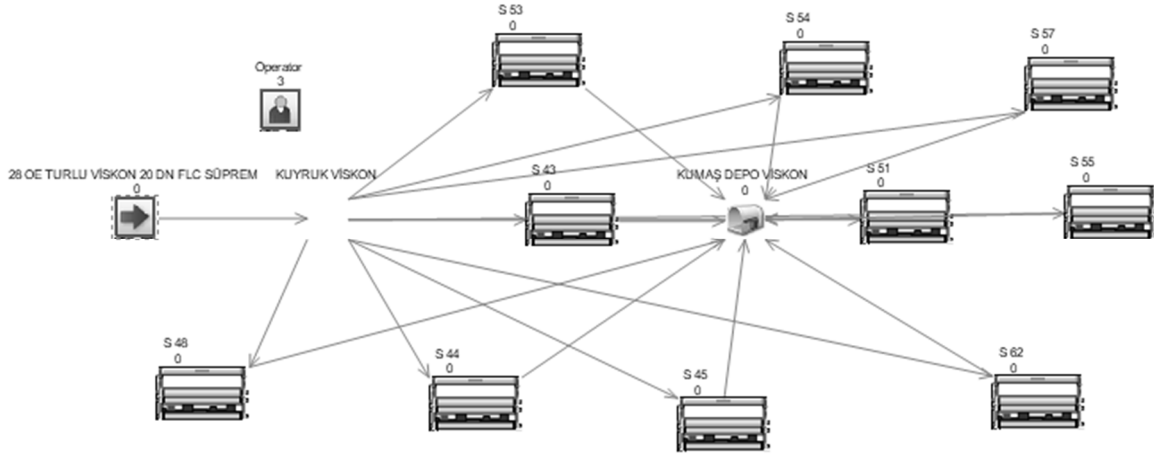 S 53
0
S 54
0
S 57
0
Operator
3
28 OE TURLU VİSKON 20 DN FLC SÜPREM
0
KUYRUK VİSKON
S 43
0
KUMAŞ DEPO VİSKON
0
S 51
0
S 55
0
S 48
0
S 44
0
S 45
0
S 62
0